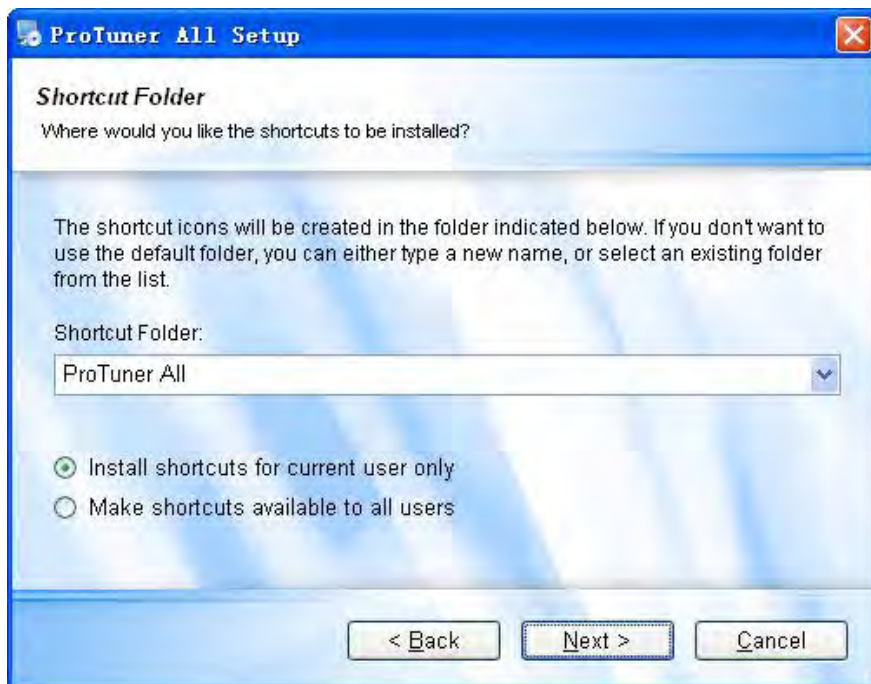 ProTuner All Setup
Shortcut Folder
Where would you like the shortcuts to be installed?
The shortcut icons will be created in the folder indicated below. If you don't want to
use the default folder, you can either type a new name, or select an existing folder
from the list.
Shortcut Folder:
ProTuner All
Install shortcuts for current user only
Make shortcuts available to all users
< Back
Next >
Cancel